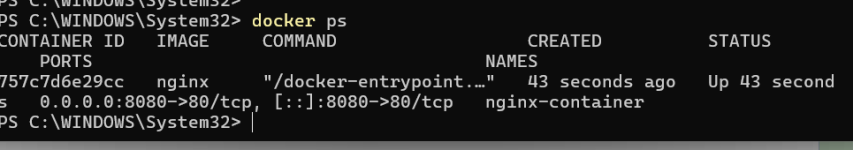 PS C:\WINDOWS\System32>
PS C:\WINDOWS\System32> docker ps
CONTAINER ID   IMAGE     COMMAND                  CREATED          STATUS
    PORTS                                     NAMES
757c7d6e29cc   nginx     "/docker-entrypoint.…"   43 seconds ago   Up 43 second
s   0.0.0.0:8080->80/tcp, [::]:8080->80/tcp   nginx-container
PS C:\WINDOWS\System32>